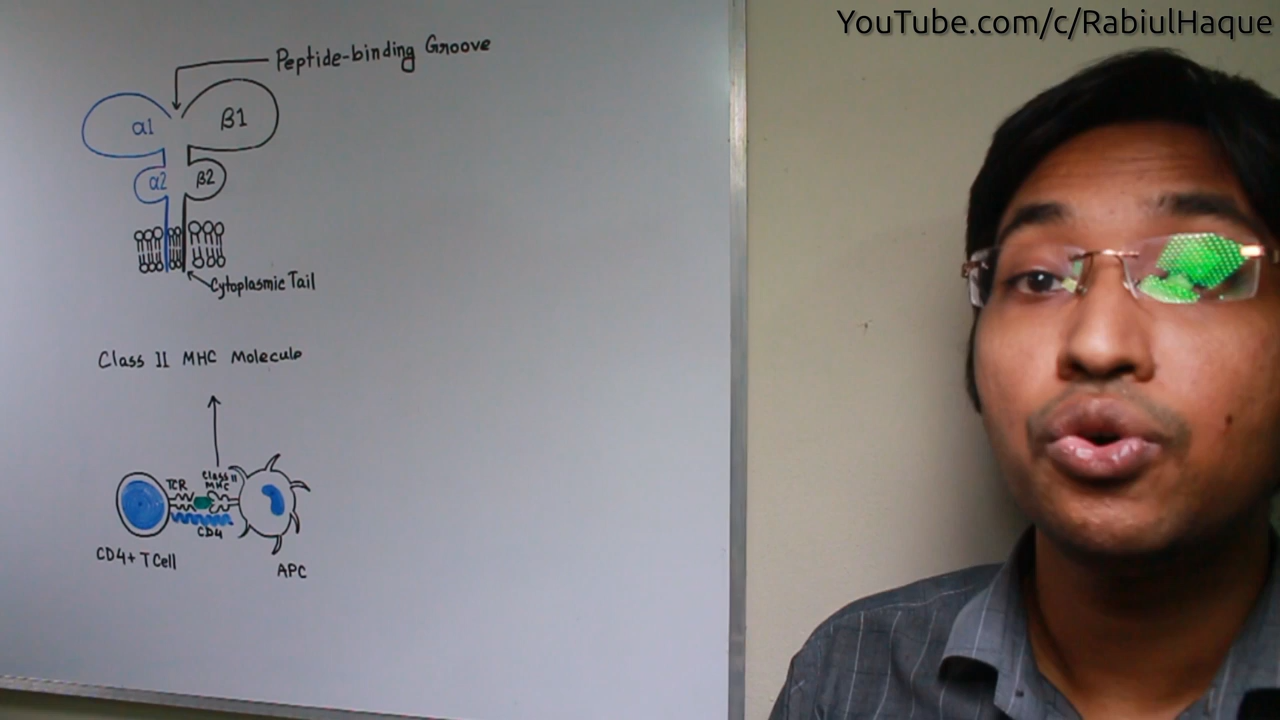 YouTube.com/c/RabiulHaque
Peptide-binding Groove
α1
β1
α2
β2
Cytoplasmic Tail
Class II MHC Molecule
TCR
Class II
MHC
CD4
CD4+ T Cell
APC